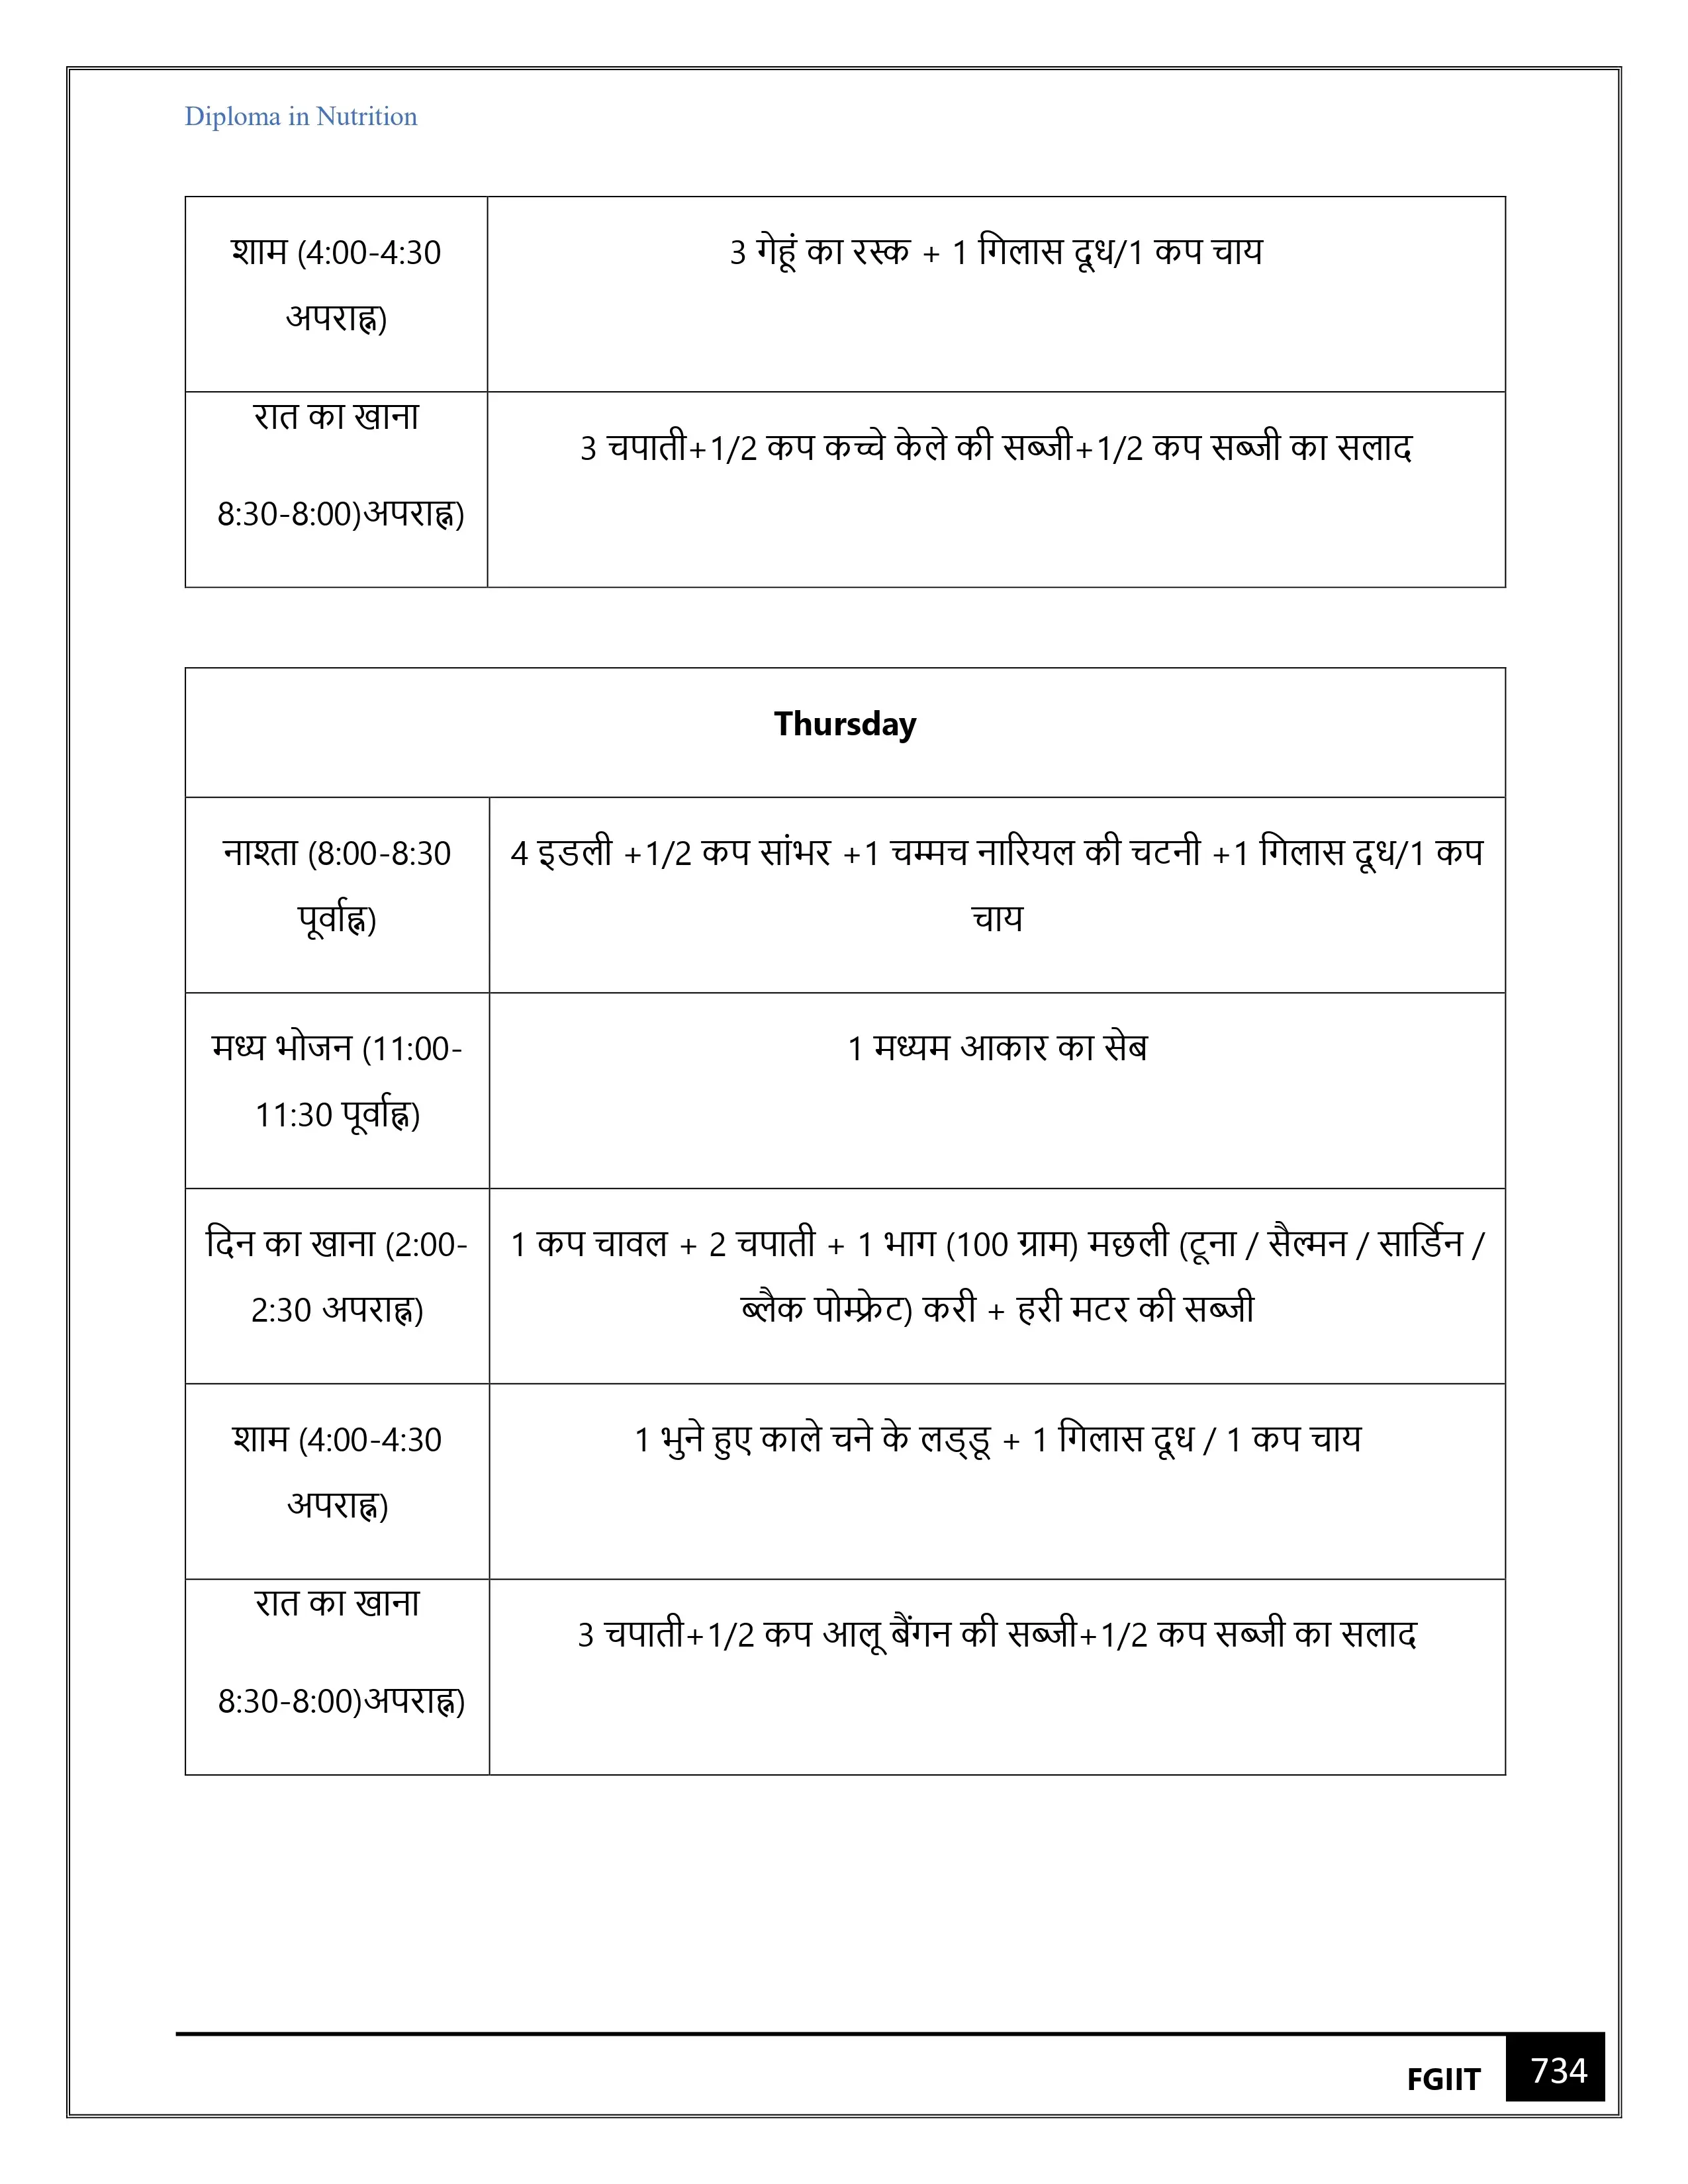 Diploma in Nutrition
शाम (4:00-4:30
अपराह्न)
3 गेहूं का रस्क + 1 गिलास दूध/1 कप चाय
रात का खाना
8:30-8:00)अपराह्न)
3 चपाती+1/2 कप कच्चे केले की सब्जी+1/2 कप सब्जी का सलाद
Thursday
नाश्ता (8:00-8:30
पूर्वाह्न)
4 इडली +1/2 कप सांभर +1 चम्मच नारियल की चटनी +1 गिलास दूध/1 कप
चाय
मध्य भोजन (11:00-
11:30 पूर्वाह्न)
1 मध्यम आकार का सेब
दिन का खाना (2:00-
2:30 अपराह्न)
1 कप चावल + 2 चपाती + 1 भाग (100 ग्राम) मछली (टूना / सैल्मन / सार्डिन /
ब्लैक पोम्फ्रेट) करी + हरी मटर की सब्जी
शाम (4:00-4:30
अपराह्न)
1 भुने हुए काले चने के लड्डू + 1 गिलास दूध / 1 कप चाय
रात का खाना
8:30-8:00)अपराह्न)
3 चपाती+1/2 कप आलू बैंगन की सब्जी+1/2 कप सब्जी का सलाद
FGIIT 734